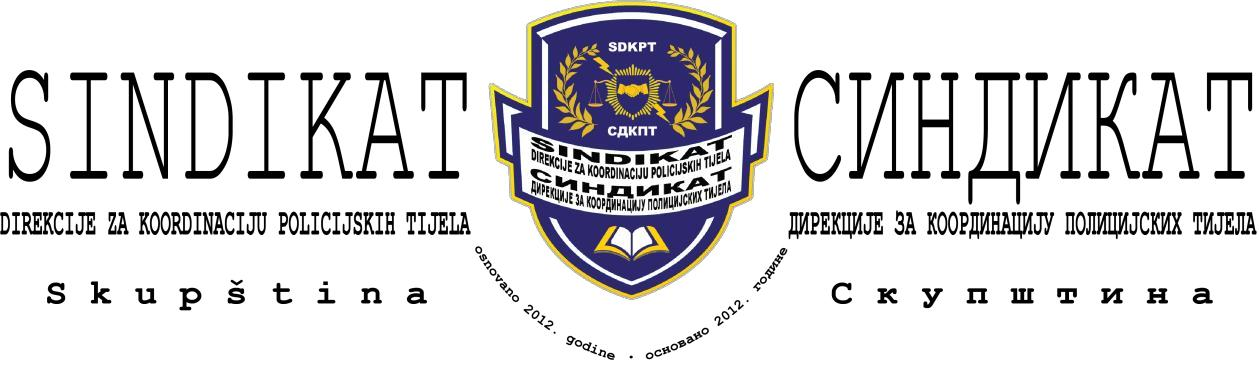 SINDIKAT
DIREKCIJE ZA KOORDINACIJU POLICIJSKIH TIJELA
Skupština
SDKPT
СДКПТ
SINDIKAT
DIREKCIJE ZA KOORDINACIJU POLICIJSKIH TIJELA
СИНДИКАТ
ДИРЕКЦИЈЕ ЗА КООРДИНАЦИЈУ ПОЛИЦИЈСКИХ ТИЈЕЛА
osnovano 2012. godine · основано 2012. године
СИНДИКАТ
ДИРЕКЦИЈЕ ЗА КООРДИНАЦИЈУ ПОЛИЦИЈСКИХ ТИЈЕЛА
Скупштина